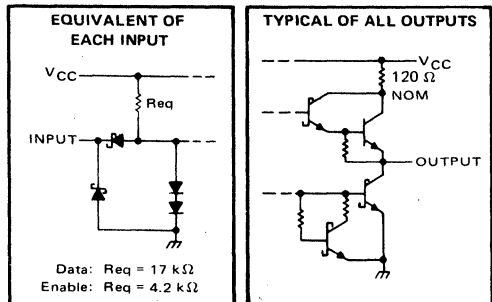 EQUIVALENT OF
EACH INPUT
VCC
Req
INPUT
Data: Req = 17 kΩ
Enable: Req = 4.2 kΩ
TYPICAL OF ALL OUTPUTS
VCC
120 Ω
NOM
OUTPUT